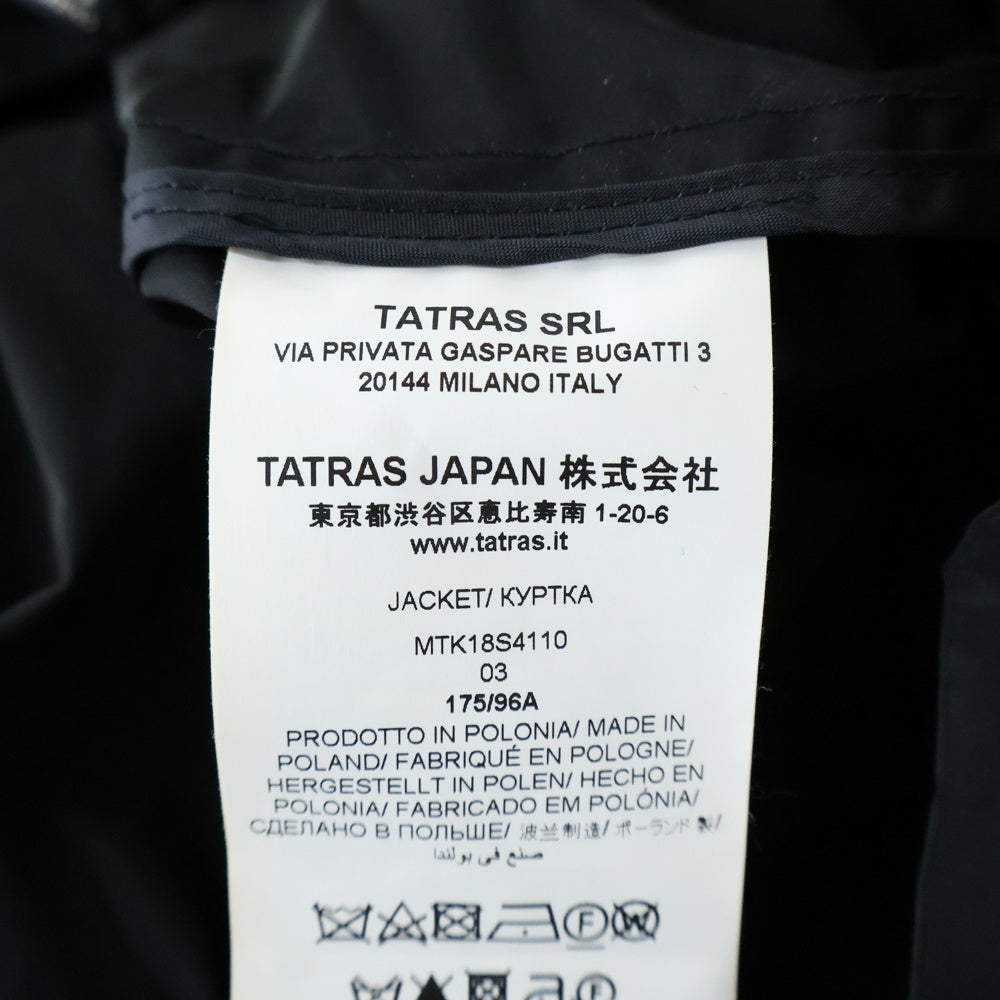 TATRAS SRL
VIA PRIVATA GASPARE BUGATTI 3
20144 MILANO ITALY
TATRAS JAPAN 株式会社
東京都渋谷区恵比寿南 1-20-6
www.tatras.it
JACKET/ КУРТКА
MTK18S4110
03
175/96A
PRODOTTO IN POLONIA/ MADE IN
POLAND/ FABRIQUÉ EN POLOGNE/
HERGESTELLT IN POLEN/ HECHO EN
POLONIA/ FABRICADO EM POLÓNIA/
СДЕЛАНО В ПОЛЬШЕ/ 波兰制造/ ポーランド製/
صنع في بولندا
F W